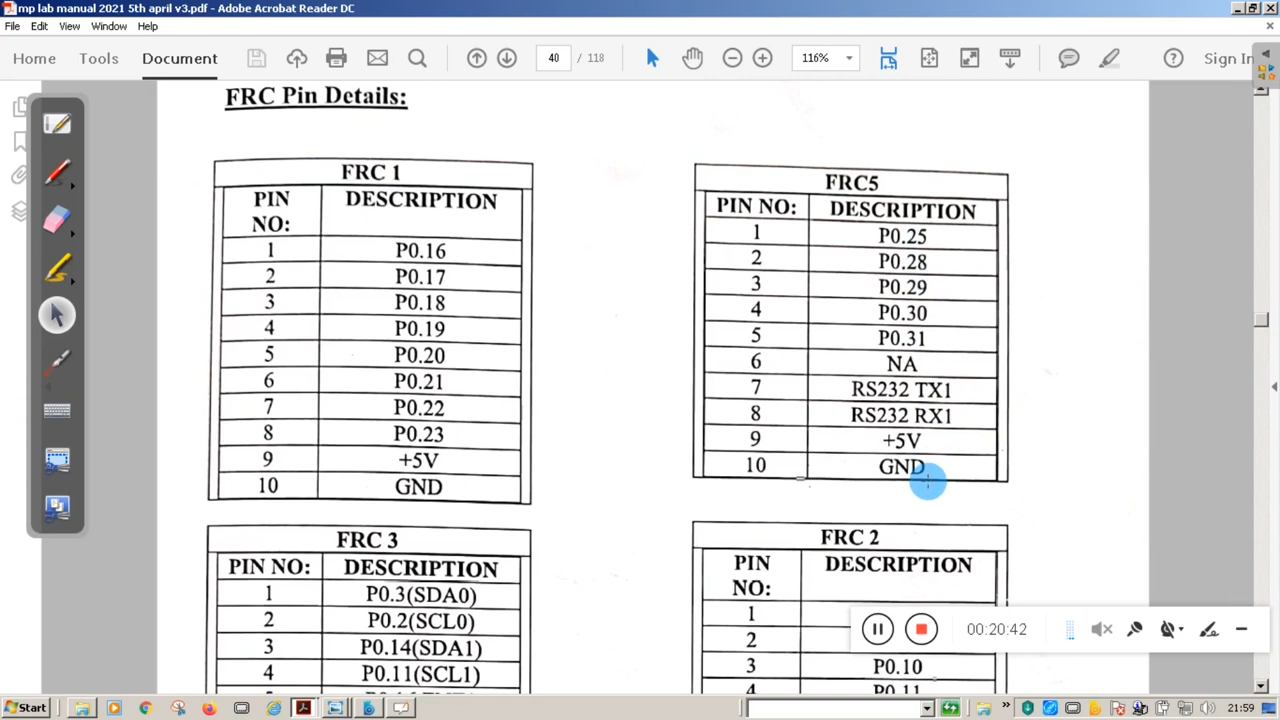 mp lab manual 2021 5th april v3.pdf - Adobe Acrobat Reader DC
File Edit View Window Help
Home Tools Document 40 / 118 116% Sign In
FRC Pin Details:
FRC 1
PIN NO: DESCRIPTION
1 P0.16
2 P0.17
3 P0.18
4 P0.19
5 P0.20
6 P0.21
7 P0.22
8 P0.23
9 +5V
10 GND
FRC5
PIN NO: DESCRIPTION
1 P0.25
2 P0.28
3 P0.29
4 P0.30
5 P0.31
6 NA
7 RS232 TX1
8 RS232 RX1
9 +5V
10 GND
FRC 3
PIN NO: DESCRIPTION
1 P0.3(SDA0)
2 P0.2(SCL0)
3 P0.14(SDA1)
4 P0.11(SCL1)
FRC 2
PIN NO: DESCRIPTION
1
2
3 P0.10
4 P0.11
00:20:42
Start 21:59